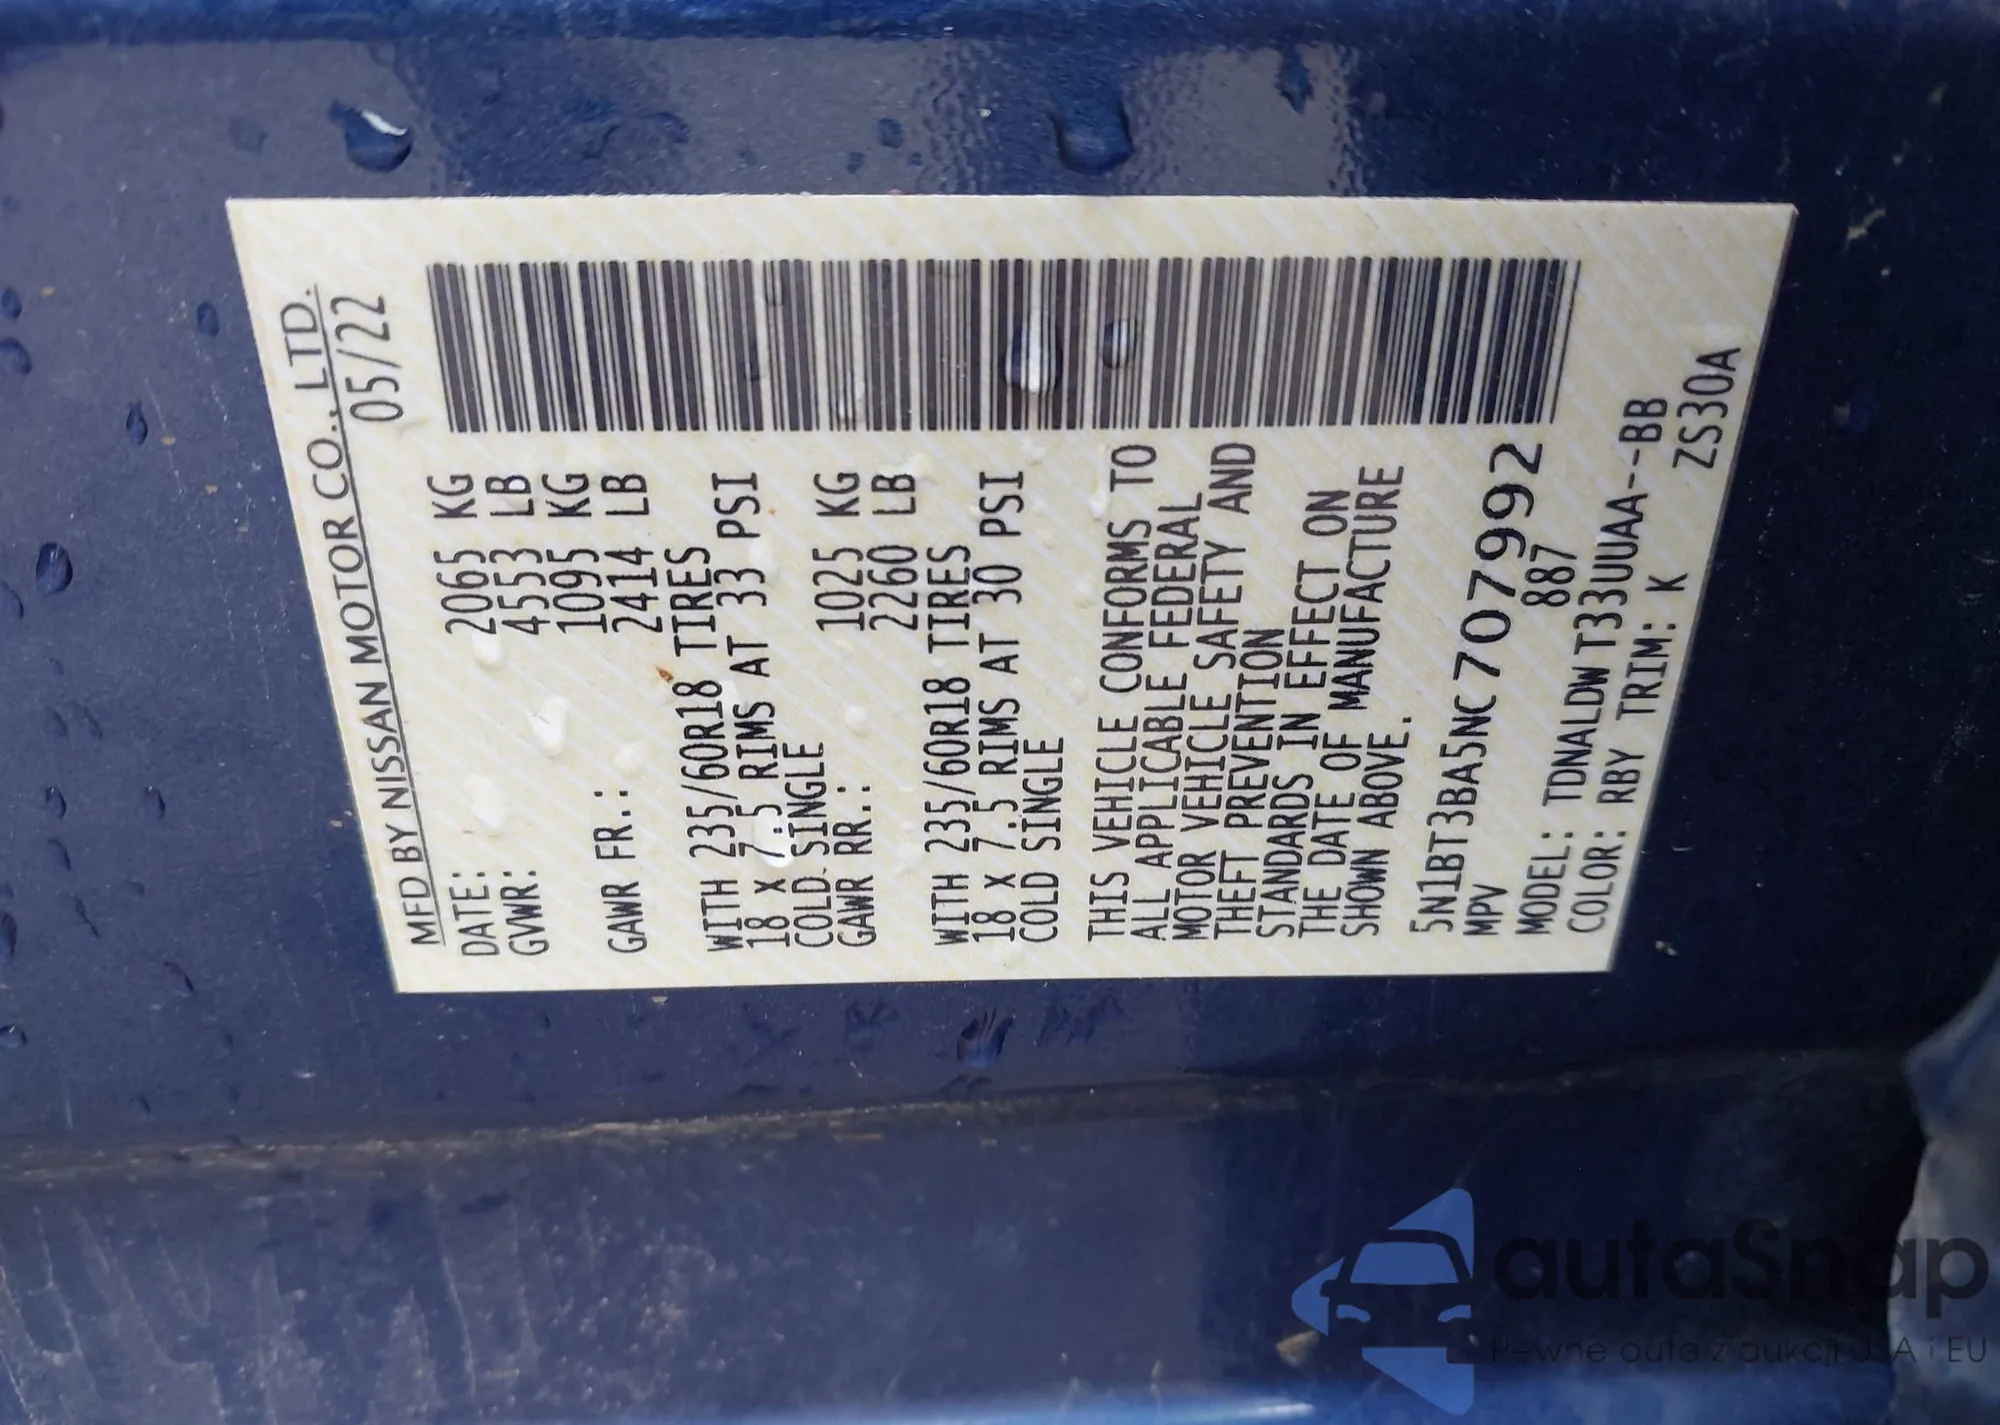 MFD BY NISSAN MOTOR CO., LTD.
DATE: 05/22
GVWR: 2065 KG
4553 LB
1095 KG
GAWR FR.: 2414 LB
WITH 235/60R18 TIRES
18 X 7.5 RIMS AT 33 PSI
COLD SINGLE
GAWR RR.: 1025 KG
2260 LB
WITH 235/60R18 TIRES
18 X 7.5 RIMS AT 30 PSI
COLD SINGLE
THIS VEHICLE CONFORMS TO
ALL APPLICABLE FEDERAL
MOTOR VEHICLE SAFETY AND
THEFT PREVENTION
STANDARDS IN EFFECT ON
THE DATE OF MANUFACTURE
SHOWN ABOVE.
5N1BT3BA5NC707992
MPV 887
MODEL: TDNALDW T33UUAA--BB
COLOR: RBY TRIM: K ZS30A
autaSnap
Pewne auta z aukcji USA i EU